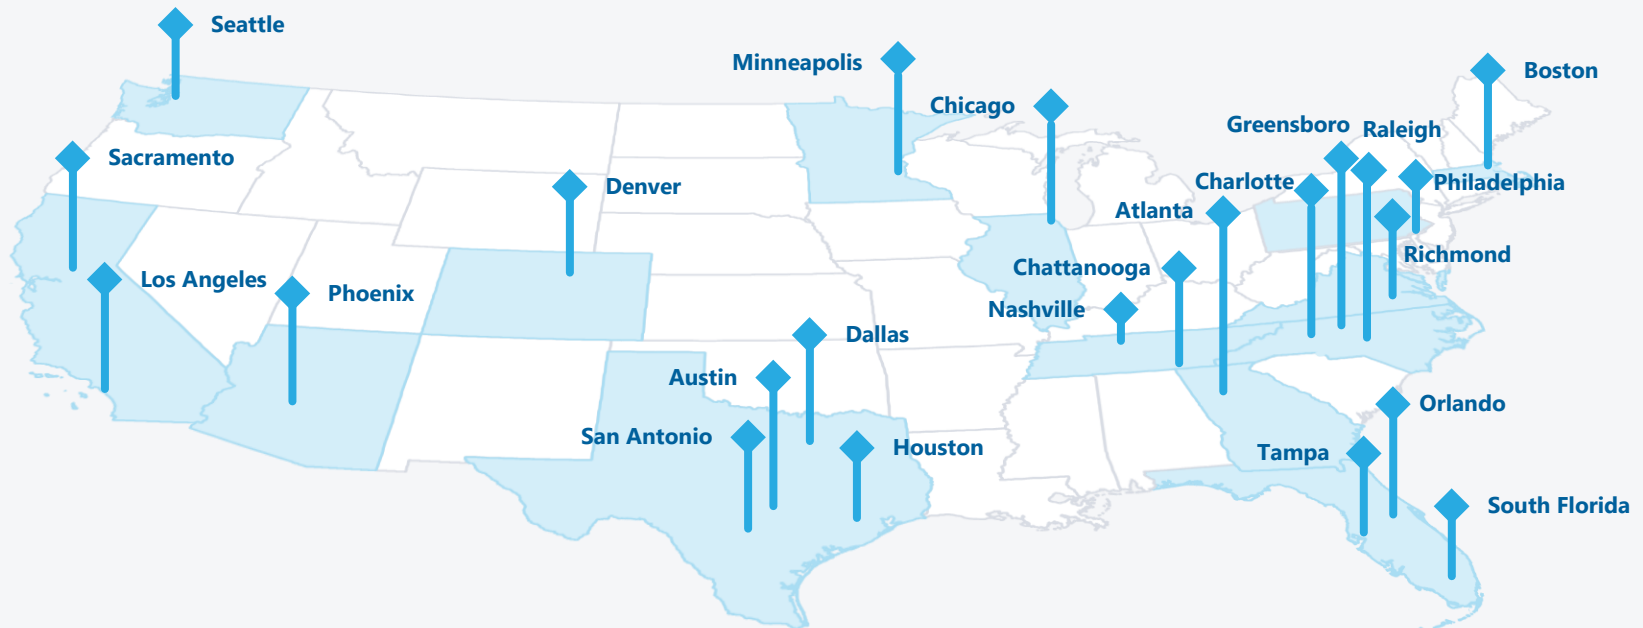 Seattle
Minneapolis
Boston
Chicago
Greensboro
Raleigh
Sacramento
Denver
Charlotte
Philadelphia
Atlanta
Richmond
Chattanooga
Los Angeles
Phoenix
Nashville
Dallas
Austin
Orlando
San Antonio
Houston
Tampa
South Florida